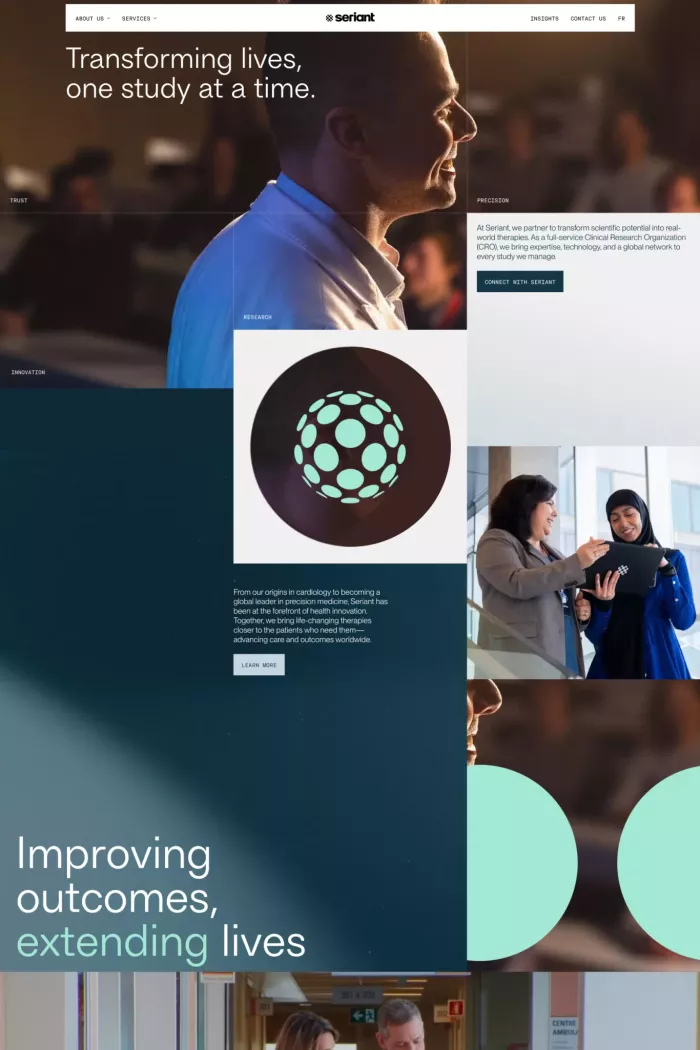 ABOUT US
SERVICES
seriant
INSIGHTS
CONTACT US
FR
Transforming lives,
one study at a time.
TRUST
PRECISION
At Seriant, we partner to transform scientific potential into real-
world therapies. As a full-service Clinical Research Organization
(CRO), we bring expertise, technology, and a global network to
every study we manage.
CONNECT WITH SERIANT
RESEARCH
INNOVATION
From our origins in cardiology to becoming a
global leader in precision medicine, Seriant has
been at the forefront of health innovation.
Together, we bring life-changing therapies
closer to the patients who need them—
advancing care and outcomes worldwide.
LEARN MORE
Improving
outcomes,
extending lives
CENTRE